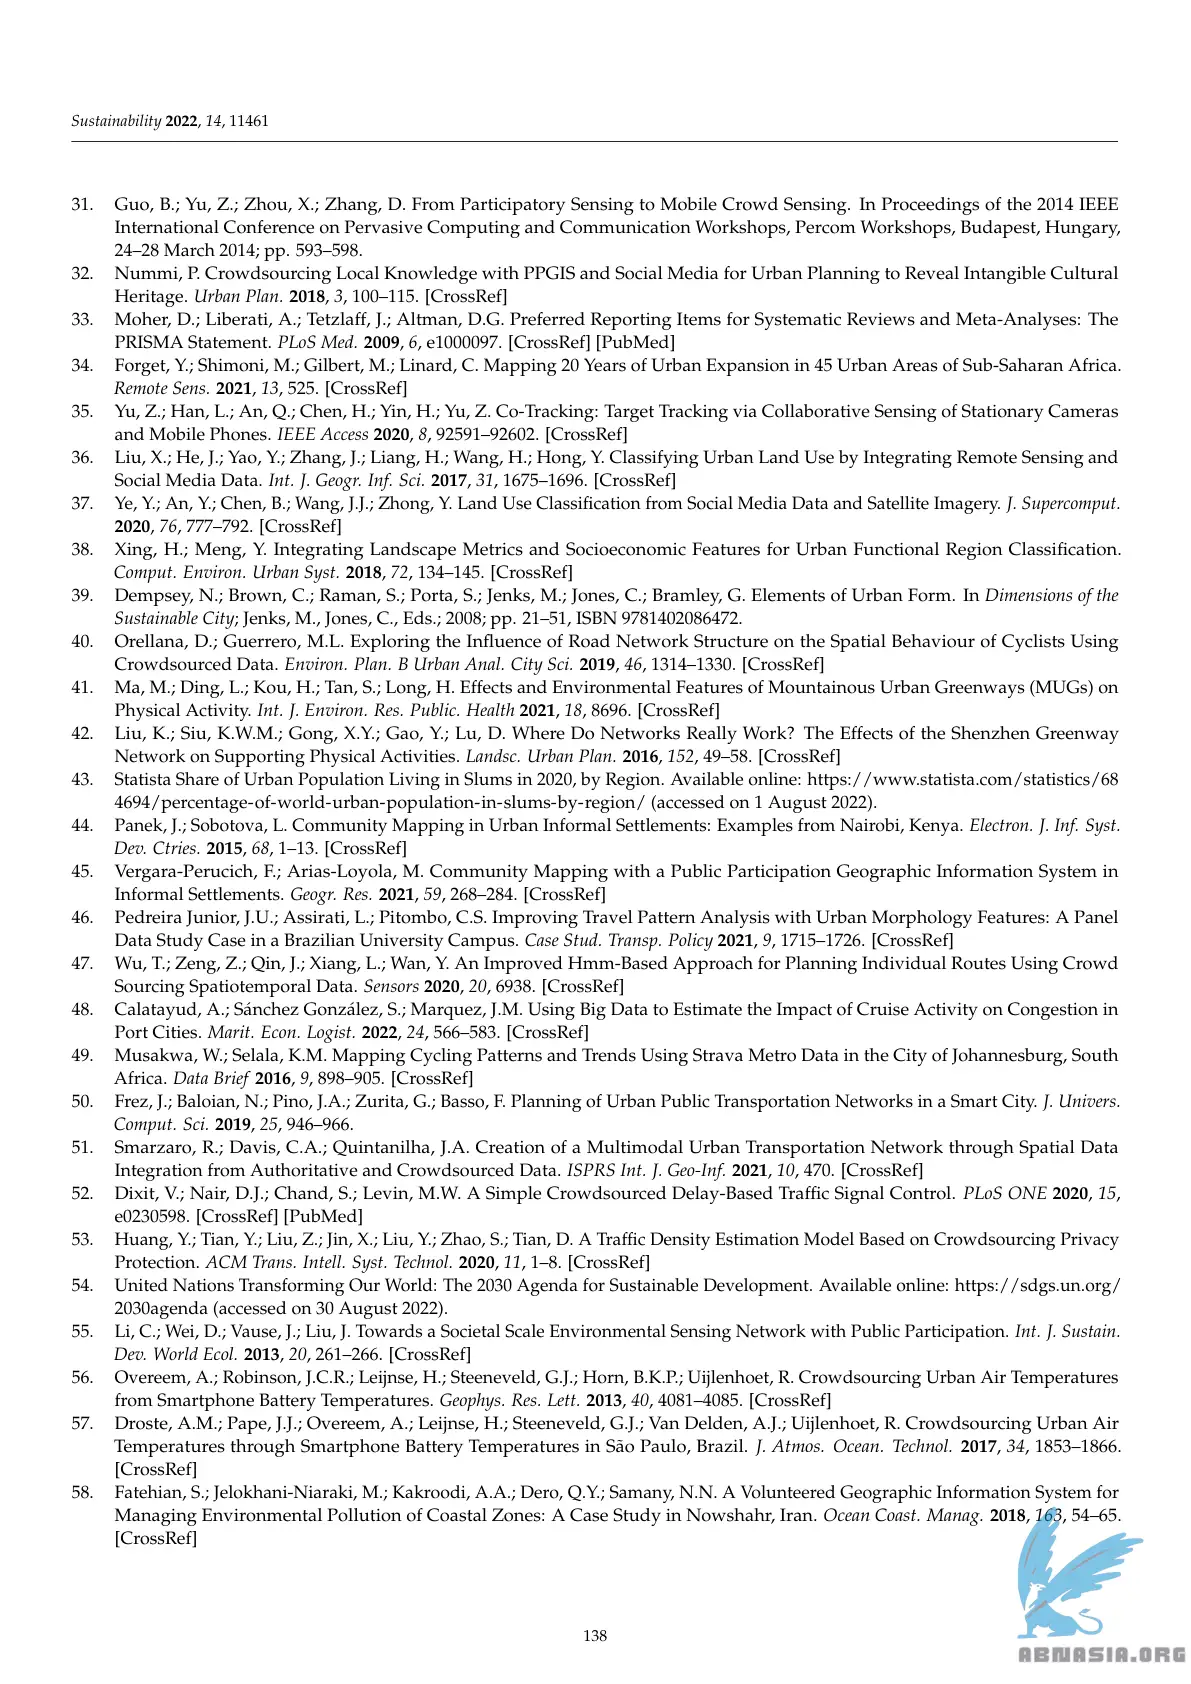 Sustainability 2022, 14, 11461
31. Guo, B.; Yu, Z.; Zhou, X.; Zhang, D. From Participatory Sensing to Mobile Crowd Sensing. In Proceedings of the 2014 IEEE
International Conference on Pervasive Computing and Communication Workshops, Percom Workshops, Budapest, Hungary,
24–28 March 2014; pp. 593–598.
32. Nummi, P. Crowdsourcing Local Knowledge with PPGIS and Social Media for Urban Planning to Reveal Intangible Cultural
Heritage. Urban Plan. 2018, 3, 100–115. [CrossRef]
33. Moher, D.; Liberati, A.; Tetzlaff, J.; Altman, D.G. Preferred Reporting Items for Systematic Reviews and Meta-Analyses: The
PRISMA Statement. PLoS Med. 2009, 6, e1000097. [CrossRef] [PubMed]
34. Forget, Y.; Shimoni, M.; Gilbert, M.; Linard, C. Mapping 20 Years of Urban Expansion in 45 Urban Areas of Sub-Saharan Africa.
Remote Sens. 2021, 13, 525. [CrossRef]
35. Yu, Z.; Han, L.; An, Q.; Chen, H.; Yin, H.; Yu, Z. Co-Tracking: Target Tracking via Collaborative Sensing of Stationary Cameras
and Mobile Phones. IEEE Access 2020, 8, 92591–92602. [CrossRef]
36. Liu, X.; He, J.; Yao, Y.; Zhang, J.; Liang, H.; Wang, H.; Hong, Y. Classifying Urban Land Use by Integrating Remote Sensing and
Social Media Data. Int. J. Geogr. Inf. Sci. 2017, 31, 1675–1696. [CrossRef]
37. Ye, Y.; An, Y.; Chen, B.; Wang, J.J.; Zhong, Y. Land Use Classification from Social Media Data and Satellite Imagery. J. Supercomput.
2020, 76, 777–792. [CrossRef]
38. Xing, H.; Meng, Y. Integrating Landscape Metrics and Socioeconomic Features for Urban Functional Region Classification.
Comput. Environ. Urban Syst. 2018, 72, 134–145. [CrossRef]
39. Dempsey, N.; Brown, C.; Raman, S.; Porta, S.; Jenks, M.; Jones, C.; Bramley, G. Elements of Urban Form. In Dimensions of the
Sustainable City; Jenks, M., Jones, C., Eds.; 2008; pp. 21–51, ISBN 9781402086472.
40. Orellana, D.; Guerrero, M.L. Exploring the Influence of Road Network Structure on the Spatial Behaviour of Cyclists Using
Crowdsourced Data. Environ. Plan. B Urban Anal. City Sci. 2019, 46, 1314–1330. [CrossRef]
41. Ma, M.; Ding, L.; Kou, H.; Tan, S.; Long, H. Effects and Environmental Features of Mountainous Urban Greenways (MUGs) on
Physical Activity. Int. J. Environ. Res. Public. Health 2021, 18, 8696. [CrossRef]
42. Liu, K.; Siu, K.W.M.; Gong, X.Y.; Gao, Y.; Lu, D. Where Do Networks Really Work? The Effects of the Shenzhen Greenway
Network on Supporting Physical Activities. Landsc. Urban Plan. 2016, 152, 49–58. [CrossRef]
43. Statista Share of Urban Population Living in Slums in 2020, by Region. Available online: https://www.statista.com/statistics/68
4694/percentage-of-world-urban-population-in-slums-by-region/ (accessed on 1 August 2022).
44. Panek, J.; Sobotova, L. Community Mapping in Urban Informal Settlements: Examples from Nairobi, Kenya. Electron. J. Inf. Syst.
Dev. Ctries. 2015, 68, 1–13. [CrossRef]
45. Vergara-Perucich, F.; Arias-Loyola, M. Community Mapping with a Public Participation Geographic Information System in
Informal Settlements. Geogr. Res. 2021, 59, 268–284. [CrossRef]
46. Pedreira Junior, J.U.; Assirati, L.; Pitombo, C.S. Improving Travel Pattern Analysis with Urban Morphology Features: A Panel
Data Study Case in a Brazilian University Campus. Case Stud. Transp. Policy 2021, 9, 1715–1726. [CrossRef]
47. Wu, T.; Zeng, Z.; Qin, J.; Xiang, L.; Wan, Y. An Improved Hmm-Based Approach for Planning Individual Routes Using Crowd
Sourcing Spatiotemporal Data. Sensors 2020, 20, 6938. [CrossRef]
48. Calatayud, A.; Sánchez González, S.; Marquez, J.M. Using Big Data to Estimate the Impact of Cruise Activity on Congestion in
Port Cities. Marit. Econ. Logist. 2022, 24, 566–583. [CrossRef]
49. Musakwa, W.; Selala, K.M. Mapping Cycling Patterns and Trends Using Strava Metro Data in the City of Johannesburg, South
Africa. Data Brief 2016, 9, 898–905. [CrossRef]
50. Frez, J.; Baloian, N.; Pino, J.A.; Zurita, G.; Basso, F. Planning of Urban Public Transportation Networks in a Smart City. J. Univers.
Comput. Sci. 2019, 25, 946–966.
51. Smarzaro, R.; Davis, C.A.; Quintanilha, J.A. Creation of a Multimodal Urban Transportation Network through Spatial Data
Integration from Authoritative and Crowdsourced Data. ISPRS Int. J. Geo-Inf. 2021, 10, 470. [CrossRef]
52. Dixit, V.; Nair, D.J.; Chand, S.; Levin, M.W. A Simple Crowdsourced Delay-Based Traffic Signal Control. PLoS ONE 2020, 15,
e0230598. [CrossRef] [PubMed]
53. Huang, Y.; Tian, Y.; Liu, Z.; Jin, X.; Liu, Y.; Zhao, S.; Tian, D. A Traffic Density Estimation Model Based on Crowdsourcing Privacy
Protection. ACM Trans. Intell. Syst. Technol. 2020, 11, 1–8. [CrossRef]
54. United Nations Transforming Our World: The 2030 Agenda for Sustainable Development. Available online: https://sdgs.un.org/
2030agenda (accessed on 30 August 2022).
55. Li, C.; Wei, D.; Vause, J.; Liu, J. Towards a Societal Scale Environmental Sensing Network with Public Participation. Int. J. Sustain.
Dev. World Ecol. 2013, 20, 261–266. [CrossRef]
56. Overeem, A.; Robinson, J.C.R.; Leijnse, H.; Steeneveld, G.J.; Horn, B.K.P.; Uijlenhoet, R. Crowdsourcing Urban Air Temperatures
from Smartphone Battery Temperatures. Geophys. Res. Lett. 2013, 40, 4081–4085. [CrossRef]
57. Droste, A.M.; Pape, J.J.; Overeem, A.; Leijnse, H.; Steeneveld, G.J.; Van Delden, A.J.; Uijlenhoet, R. Crowdsourcing Urban Air
Temperatures through Smartphone Battery Temperatures in São Paulo, Brazil. J. Atmos. Ocean. Technol. 2017, 34, 1853–1866.
[CrossRef]
58. Fatehian, S.; Jelokhani-Niaraki, M.; Kakroodi, A.A.; Dero, Q.Y.; Samany, N.N. A Volunteered Geographic Information System for
Managing Environmental Pollution of Coastal Zones: A Case Study in Nowshahr, Iran. Ocean Coast. Manag. 2018, 163, 54–65.
[CrossRef]
138
ABNASIA.ORG